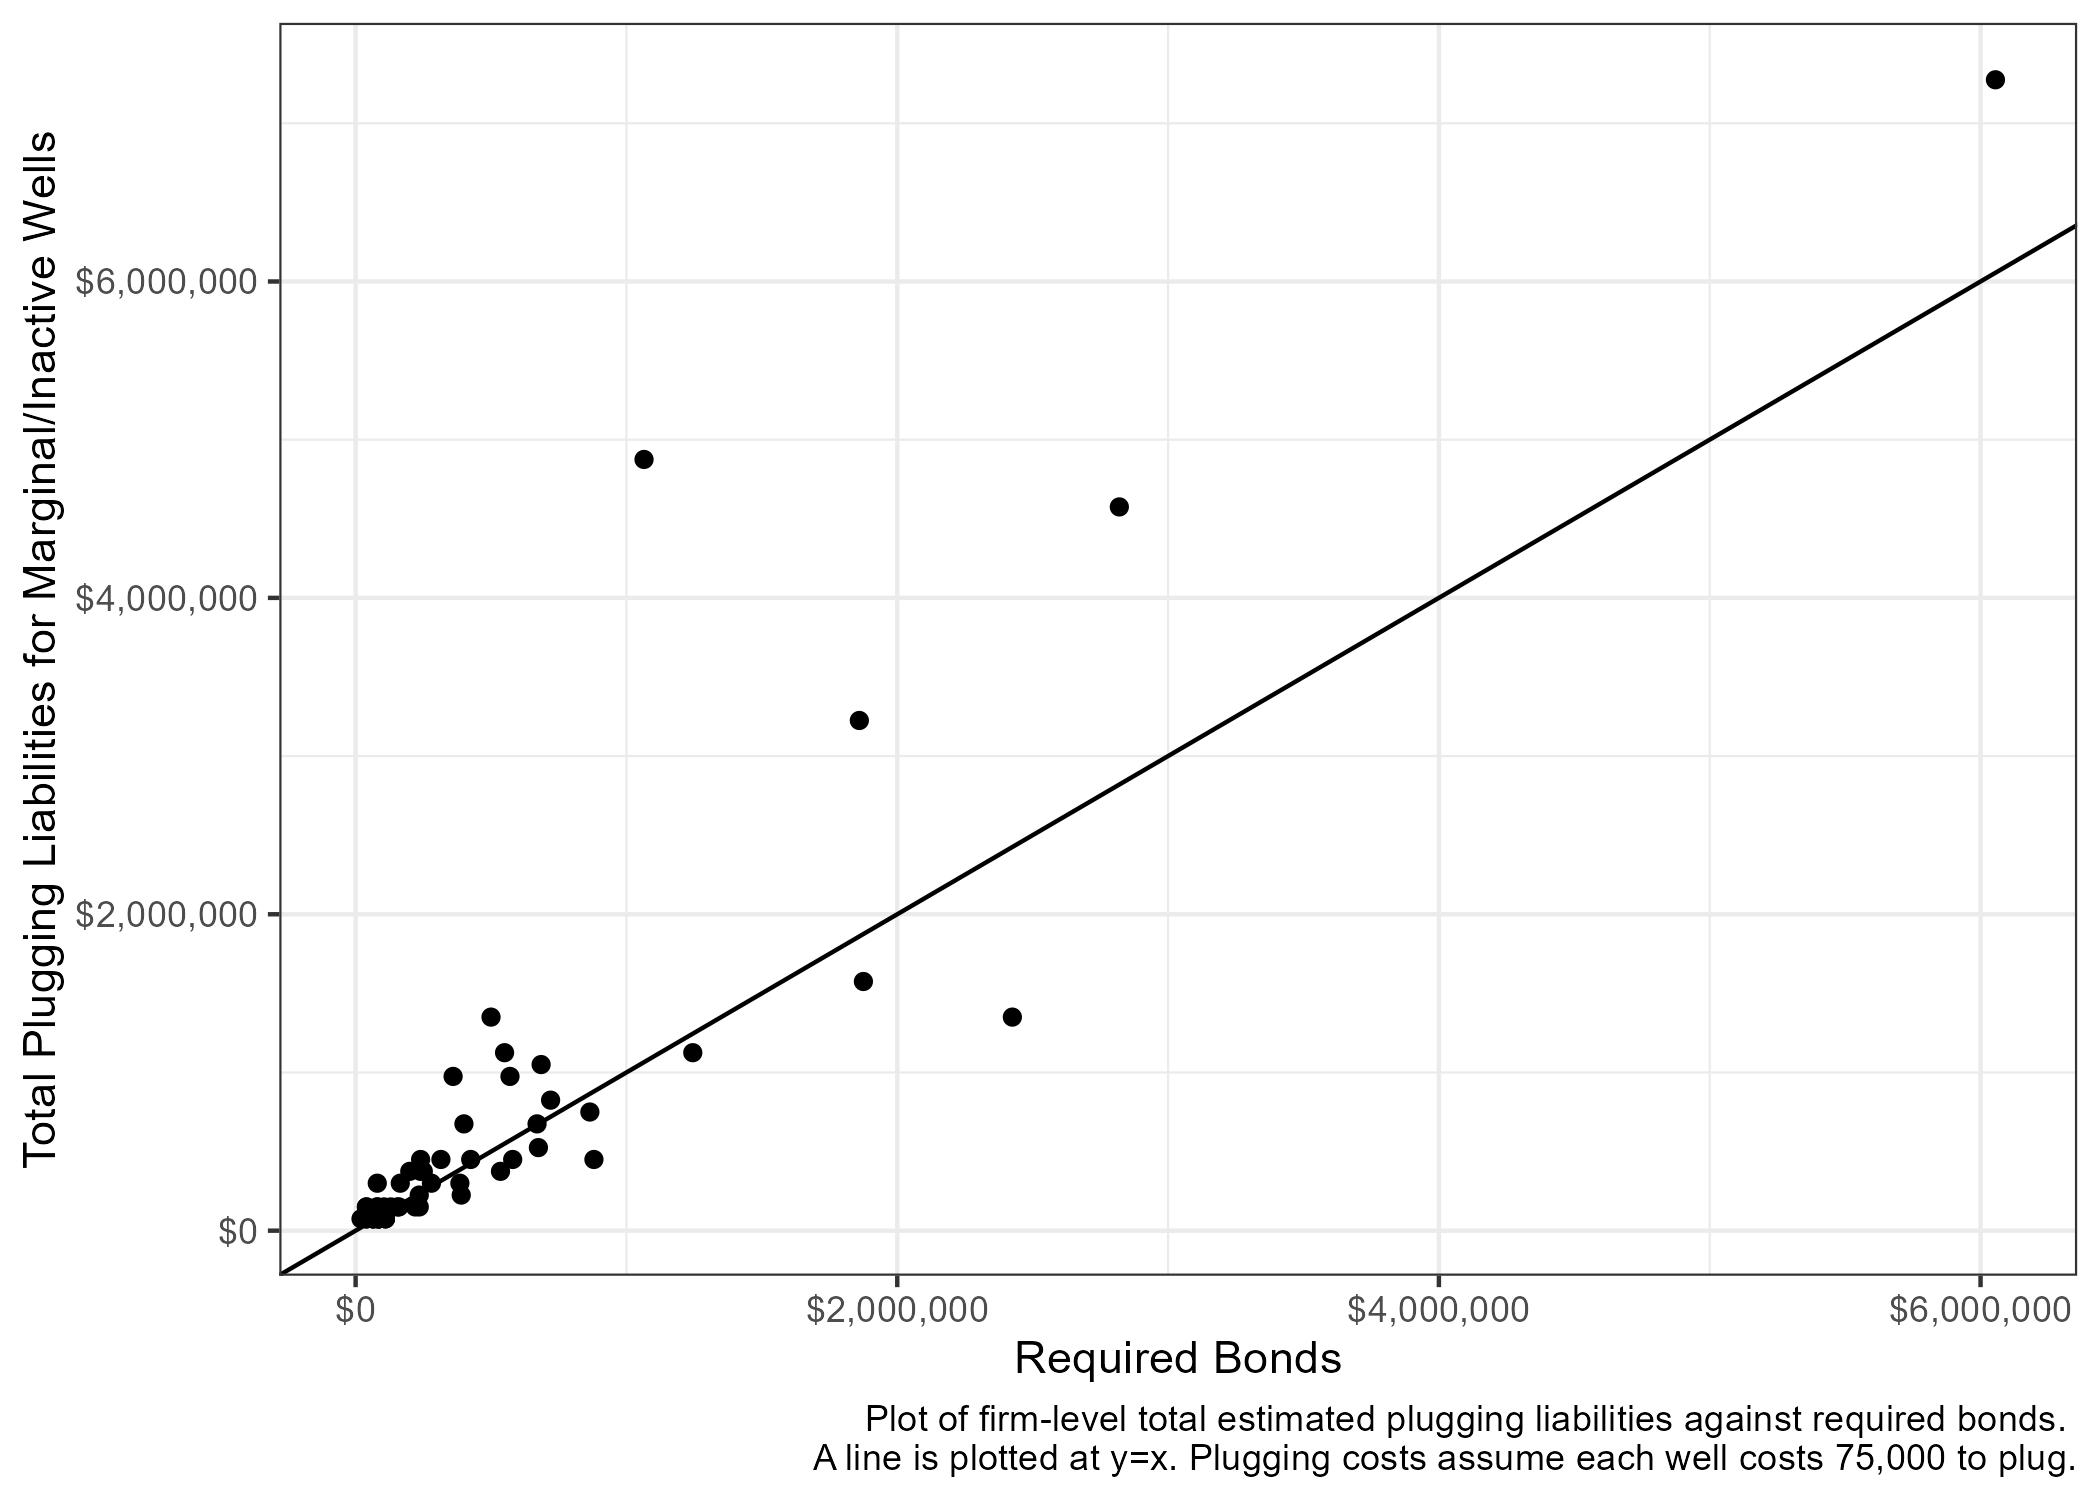 Total Plugging Liabilities for Marginal/Inactive Wells
$6,000,000
$4,000,000
$2,000,000
$0
$0
$2,000,000
$4,000,000
$6,000,000
Required Bonds
Plot of firm-level total estimated plugging liabilities against required bonds.
A line is plotted at y=x. Plugging costs assume each well costs 75,000 to plug.